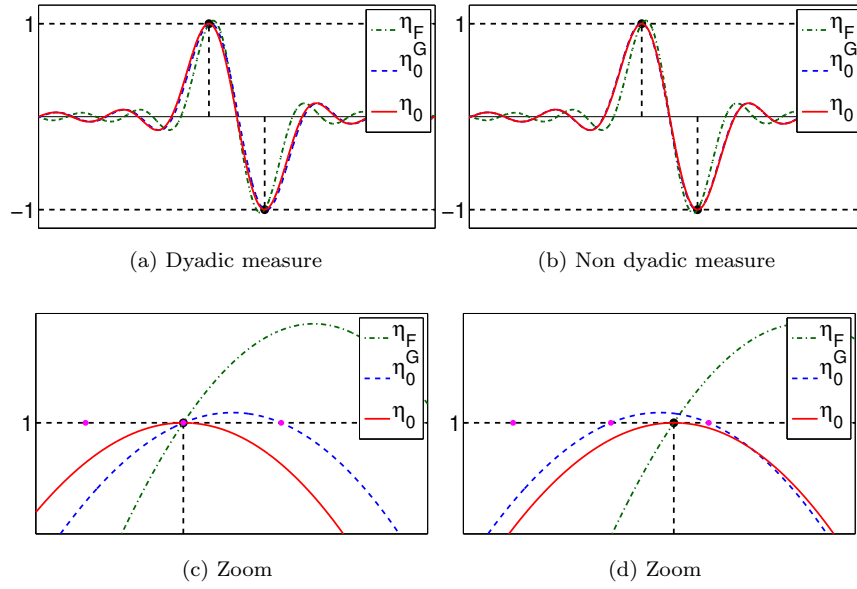 1
−1
η_F
η_0^G
η_0
(a) Dyadic measure
1
−1
η_F
η_0^G
η_0
(b) Non dyadic measure
1
η_F
η_0^G
η_0
(c) Zoom
1
η_F
η_0^G
η_0
(d) Zoom